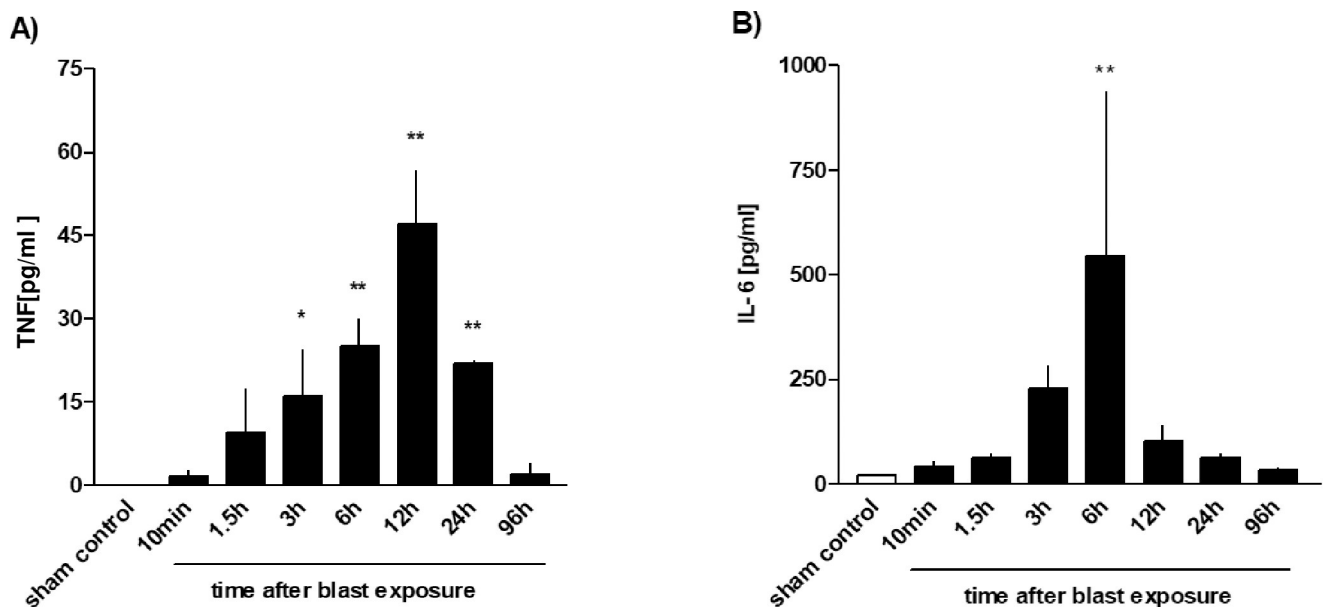 A)
TNF[pg/ml ]
75
60
45
30
15
0
*
**
**
**
sham control
10min
1.5h
3h
6h
12h
24h
96h
time after blast exposure
B)
IL-6 [pg/ml]
1000
750
500
250
0
**
sham control
10min
1.5h
3h
6h
12h
24h
96h
time after blast exposure